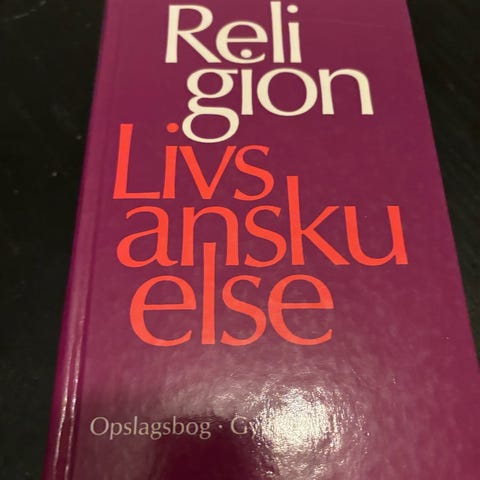 Reli
gion
Livs
ansku
else
Opslagsbog ·